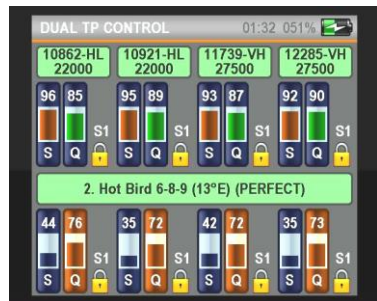 DUAL TP CONTROL 01:32 051%
10862-HL 10921-HL 11739-VH 12285-VH
22000 22000 27500 27500
96 85 95 89 93 87 92 90
S1 S1 S1 S1
S Q S Q S Q S Q
2. Hot Bird 6-8-9 (13°E) (PERFECT)
44 76 35 72 42 72 35 73
S1 S1 S1 S1
S Q S Q S Q S Q